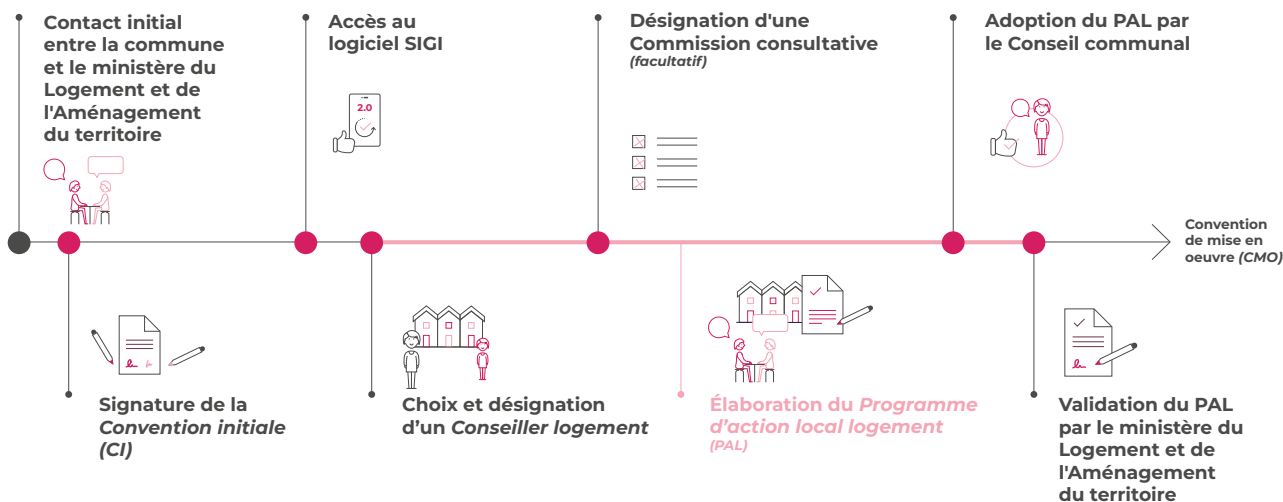 Contact initial
entre la commune
et le ministère du
Logement et de
l'Aménagement
du territoire
Accès au
logiciel SIGI
2.0
Désignation d'une
Commission consultative
(facultatif)
Adoption du PAL par
le Conseil communal
Convention
de mise en
oeuvre (CMO)
Signature de la
Convention initiale
(CI)
Choix et désignation
d'un Conseiller logement
Élaboration du Programme
d'action local logement
(PAL)
Validation du PAL
par le ministère du
Logement et de
l'Aménagement
du territoire